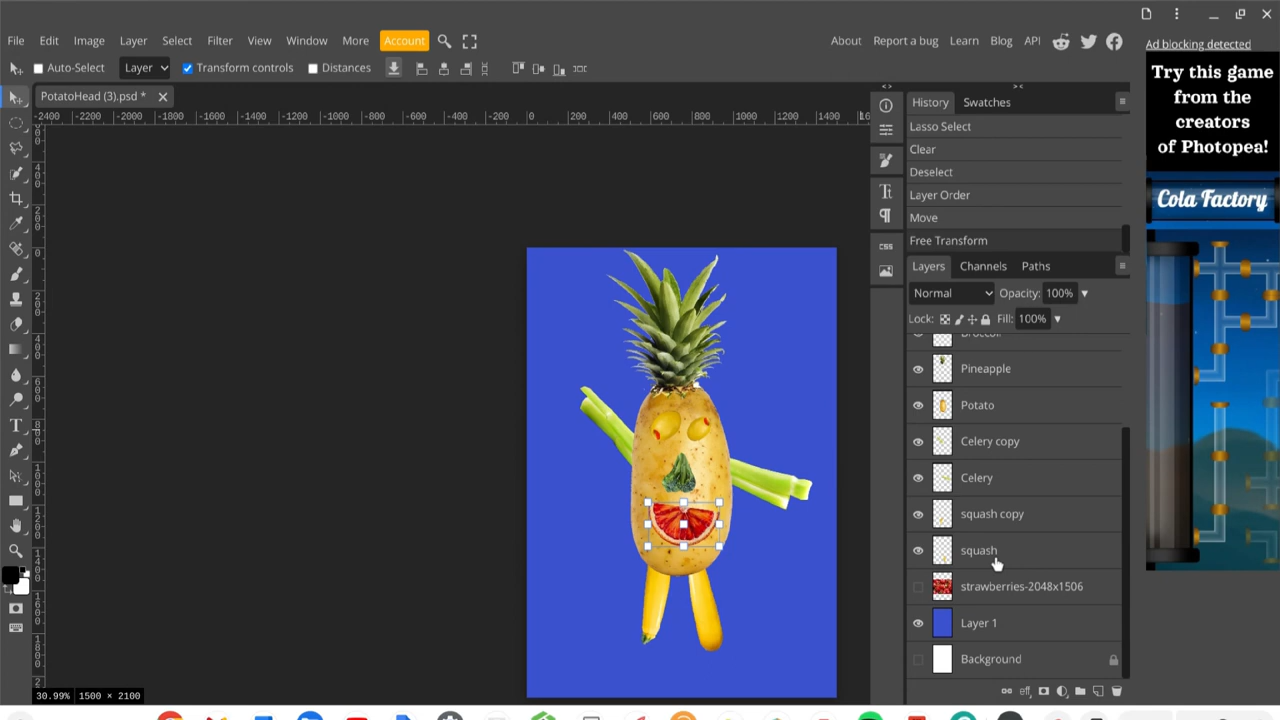 File Edit Image Layer Select Filter View Window More Account
About Report a bug Learn Blog API
Ad blocking detected
Auto-Select Layer Transform controls Distances
PotatoHead (3).psd *
-2400 -2200 -2000 -1800 -1600 -1400 -1200 -1000 -800 -600 -400 -200 0 200 400 600 800 1000 1200 1400
History Swatches
Lasso Select
Clear
Deselect
Layer Order
Move
Free Transform
Layers Channels Paths
Normal Opacity: 100%
Lock: Fill: 100%
Pineapple
Potato
Celery copy
Celery
squash copy
squash
strawberries-2048x1506
Layer 1
Background
CSS
30.99% 1500 × 2100
Try this game
from the
creators
of Photopea!
Cola Factory